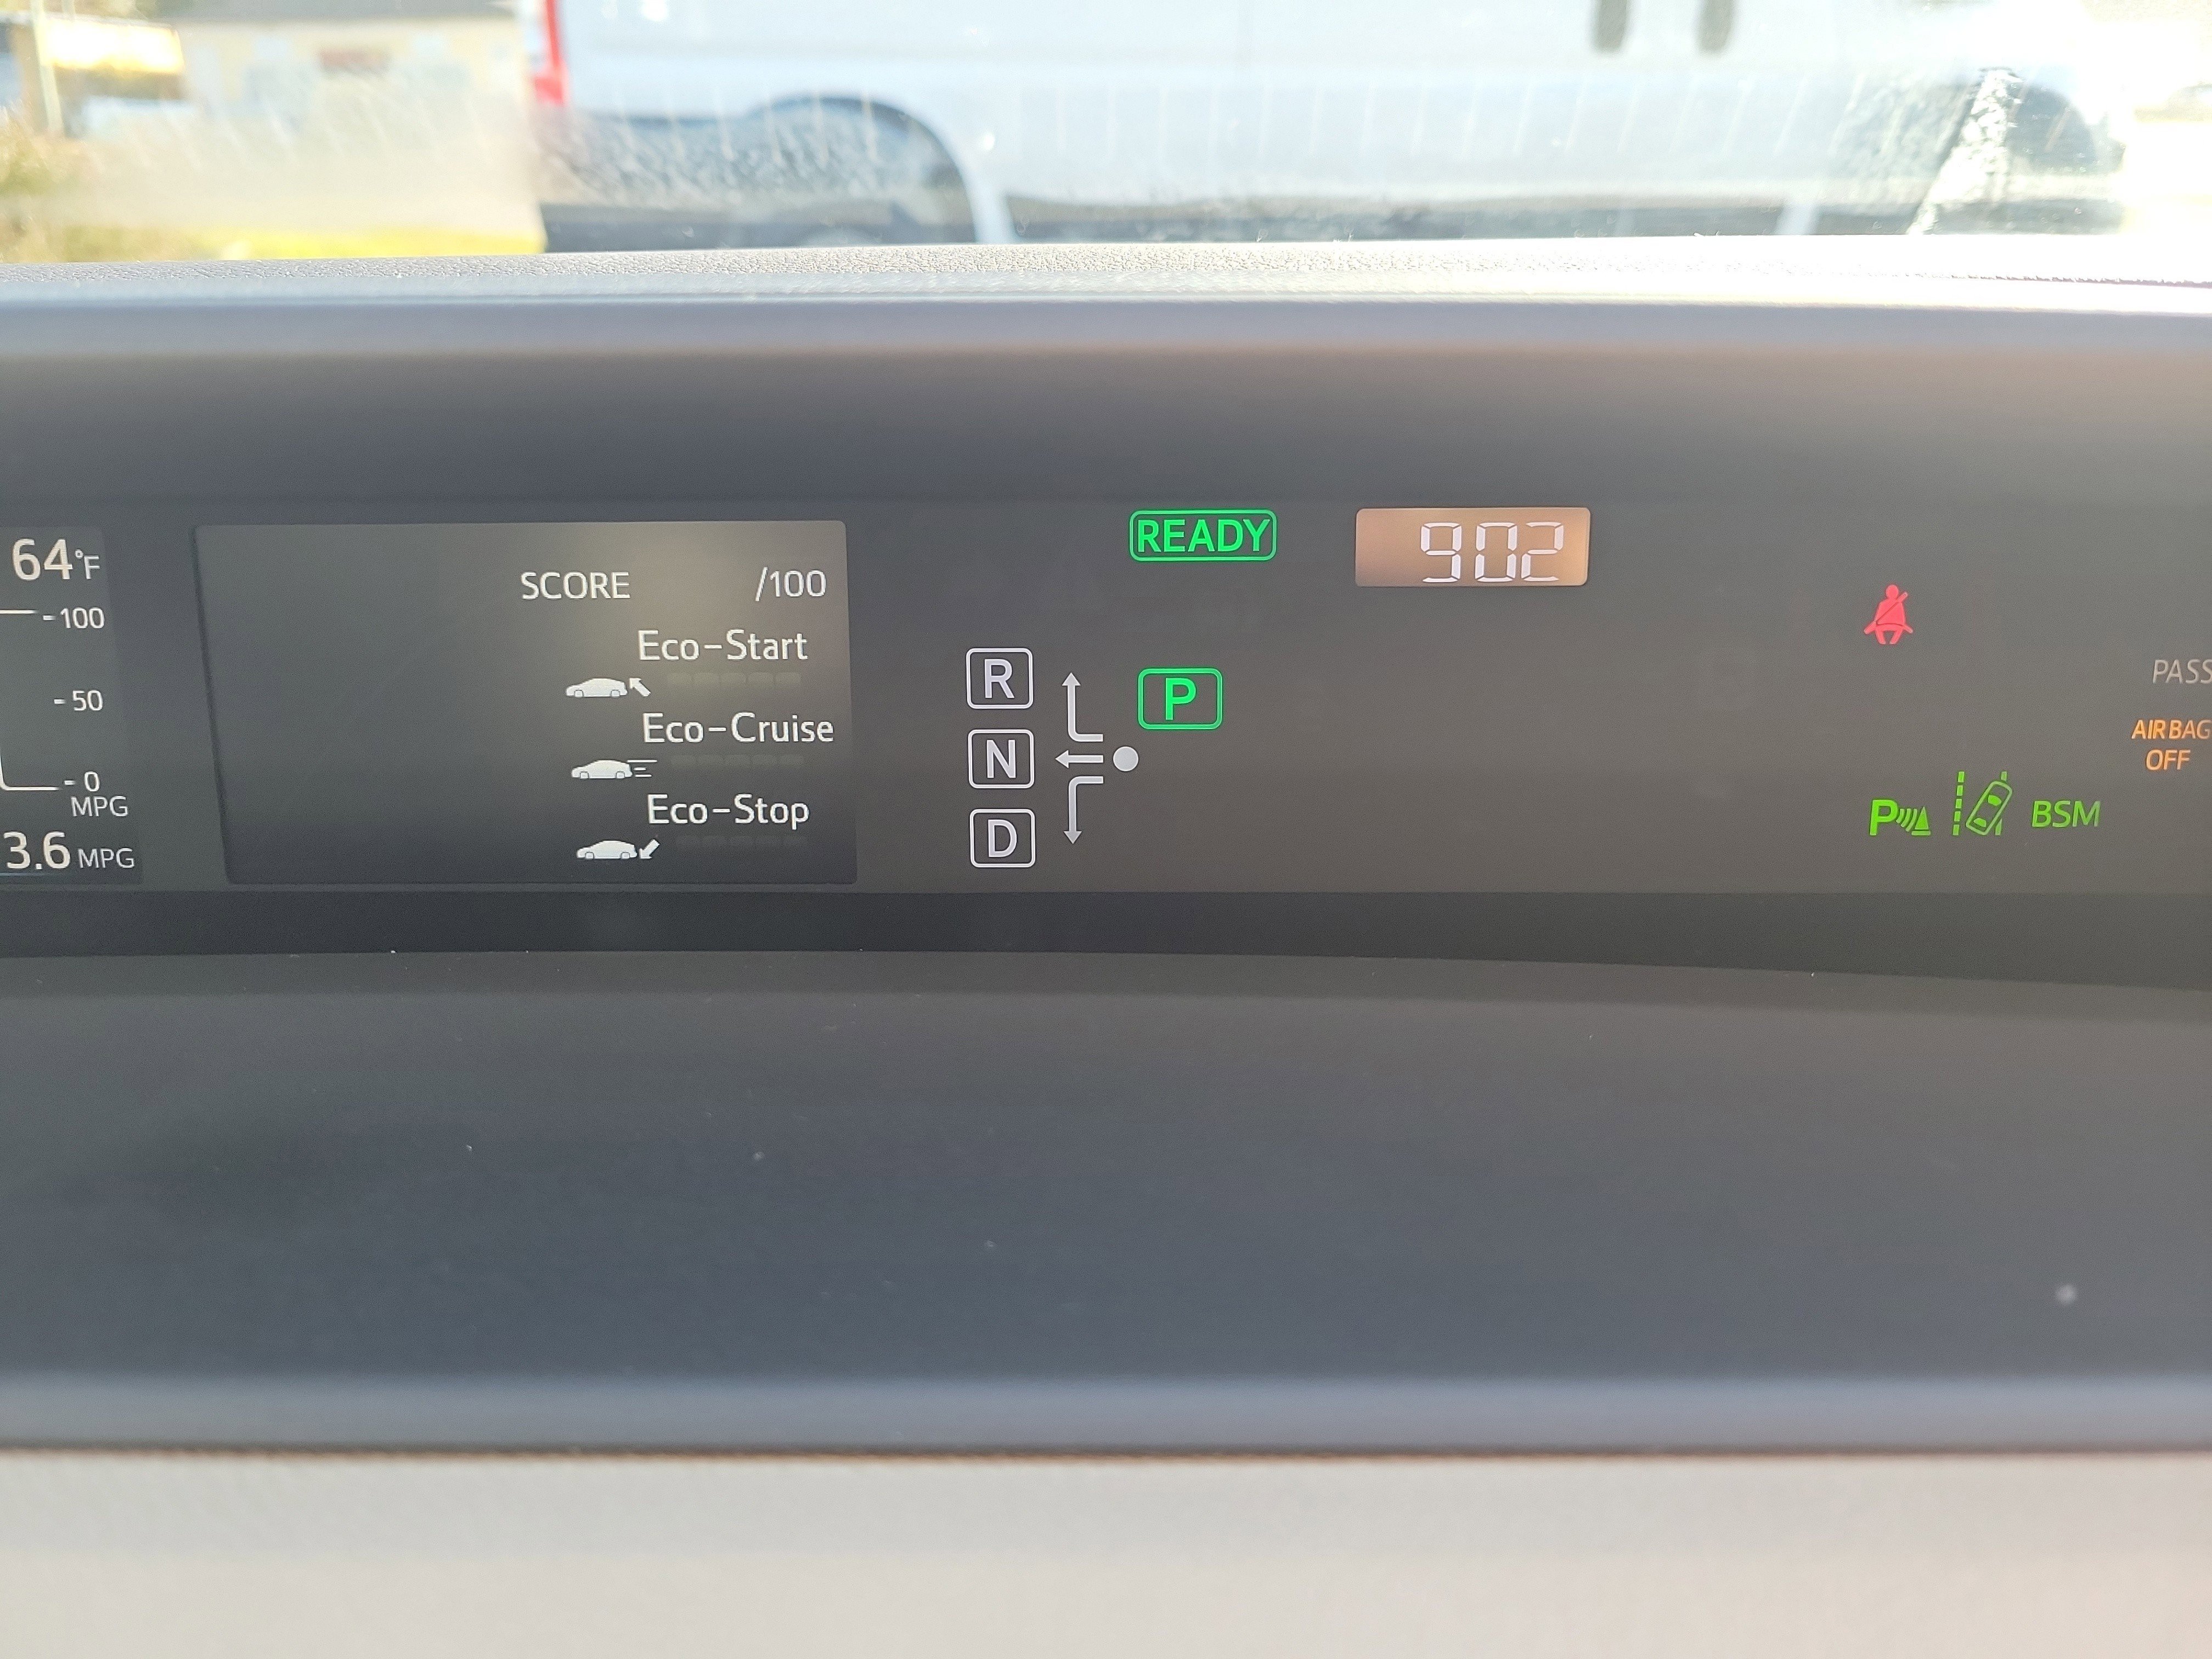 64°F
100
50
0
MPG
3.6 MPG
SCORE /100
Eco-Start
Eco-Cruise
Eco-Stop
READY
902
R
N
D
P
PASS
AIRBAG
OFF
P
BSM